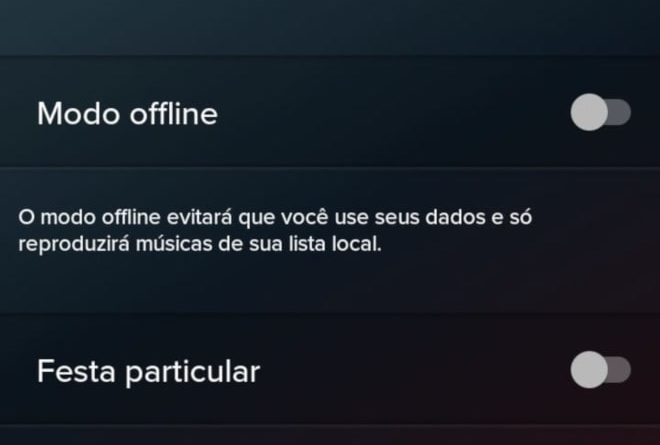 Modo offline
O modo offline evitará que você use seus dados e só
reproduzirá músicas de sua lista local.
Festa particular